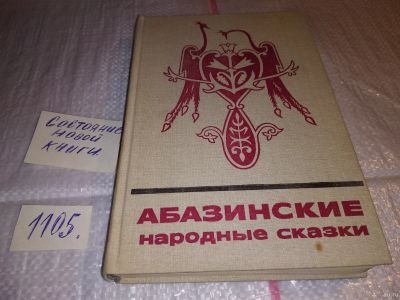 Состояние
новой
книги
1105.
АБАЗИНСКИЕ
народные сказки